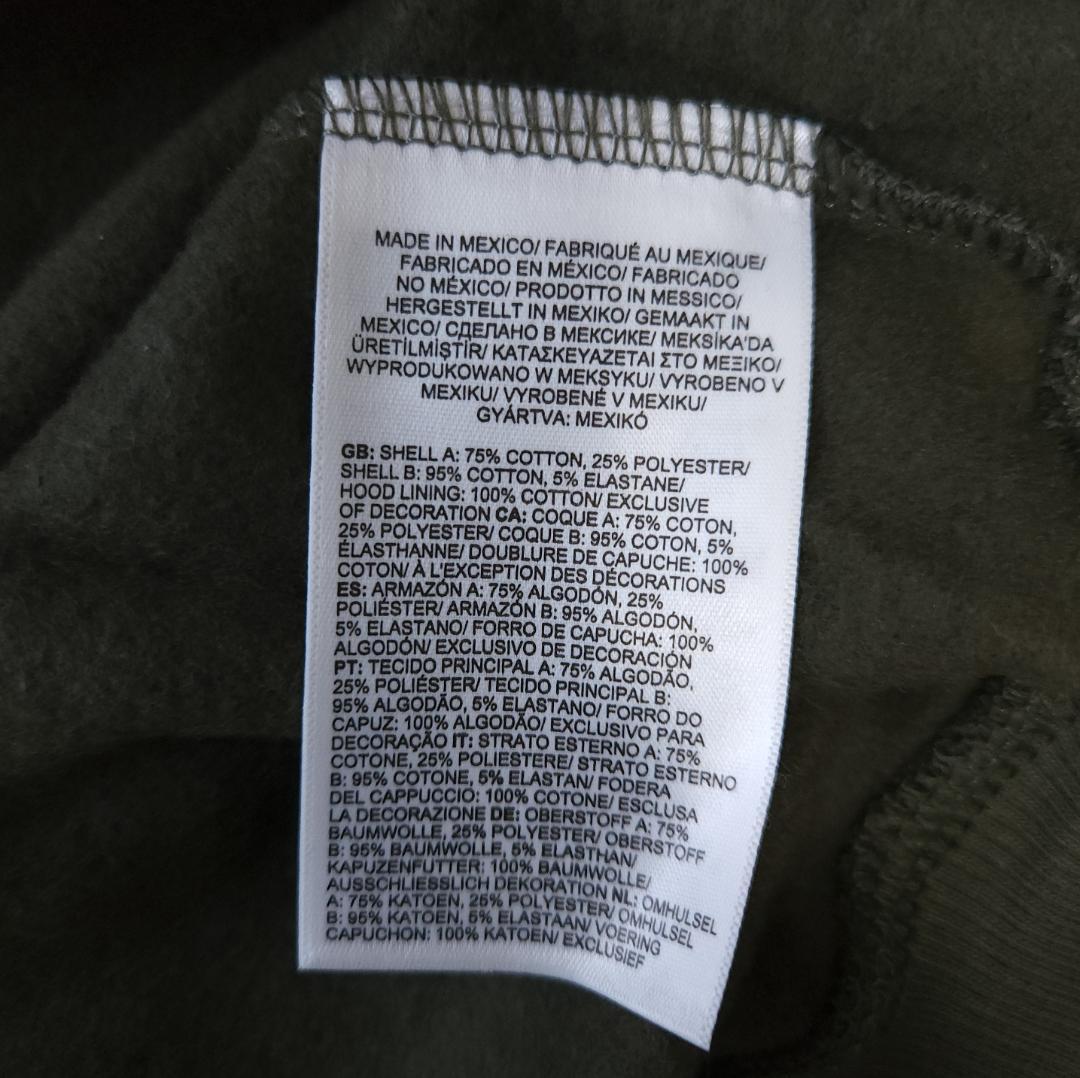 MADE IN MEXICO/ FABRIQUÉ AU MEXIQUE/
FABRICADO EN MÉXICO/ FABRICADO
NO MÉXICO/ PRODOTTO IN MESSICO/
HERGESTELLT IN MEXIKO/ GEMAAKT IN
MEXICO/ СДЕЛАНО В МЕКСИКЕ/ MEKSİKA'DA
ÜRETİLMİŞTİR/ ΚΑΤΑΣΚΕΥΑΖΕΤΑΙ ΣΤΟ ΜΕΞΙΚΟ/
WYPRODUKOWANO W MEKSYKU/ VYROBENO V
MEXIKU/ VYROBENÉ V MEXIKU/
GYÁRTVA: MEXIKÓ
GB: SHELL A: 75% COTTON, 25% POLYESTER/
SHELL B: 95% COTTON, 5% ELASTANE/
HOOD LINING: 100% COTTON/ EXCLUSIVE
OF DECORATION CA: COQUE A: 75% COTON,
25% POLYESTER/ COQUE B: 95% COTON, 5%
ÉLASTHANNE/ DOUBLURE DE CAPUCHE: 100%
COTON/ À L'EXCEPTION DES DÉCORATIONS
ES: ARMAZÓN A: 75% ALGODÓN, 25%
POLIÉSTER/ ARMAZÓN B: 95% ALGODÓN,
5% ELASTANO/ FORRO DE CAPUCHA: 100%
ALGODÓN/ EXCLUSIVO DE DECORACIÓN
PT: TECIDO PRINCIPAL A: 75% ALGODÃO,
25% POLIÉSTER/ TECIDO PRINCIPAL B:
95% ALGODÃO, 5% ELASTANO/ FORRO DO
CAPUZ: 100% ALGODÃO/ EXCLUSIVO PARA
DECORAÇÃO IT: STRATO ESTERNO A: 75%
COTONE, 25% POLIESTERE/ STRATO ESTERNO
B: 95% COTONE, 5% ELASTAN/ FODERA
DEL CAPPUCCIO: 100% COTONE/ ESCLUSA
LA DECORAZIONE DE: OBERSTOFF A: 75%
BAUMWOLLE, 25% POLYESTER/ OBERSTOFF
B: 95% BAUMWOLLE, 5% ELASTHAN/
KAPUZENFUTTER: 100% BAUMWOLLE/
AUSSCHLIESSLICH DEKORATION NL: OMHULSEL
A: 75% KATOEN, 25% POLYESTER/ OMHULSEL
B: 95% KATOEN, 5% ELASTAAN/ VOERING
CAPUCHON: 100% KATOEN/ EXCLUSIEF